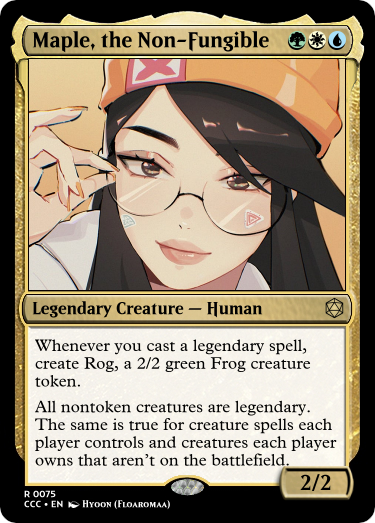 Maple, the Non-Fungible
Legendary Creature — Human
Whenever you cast a legendary spell,
create Rog, a 2/2 green Frog creature
token.
All nontoken creatures are legendary.
The same is true for creature spells each
player controls and creatures each player
owns that aren't on the battlefield.
2/2
R 0075
CCC • EN Hyoon (Floaromaa)